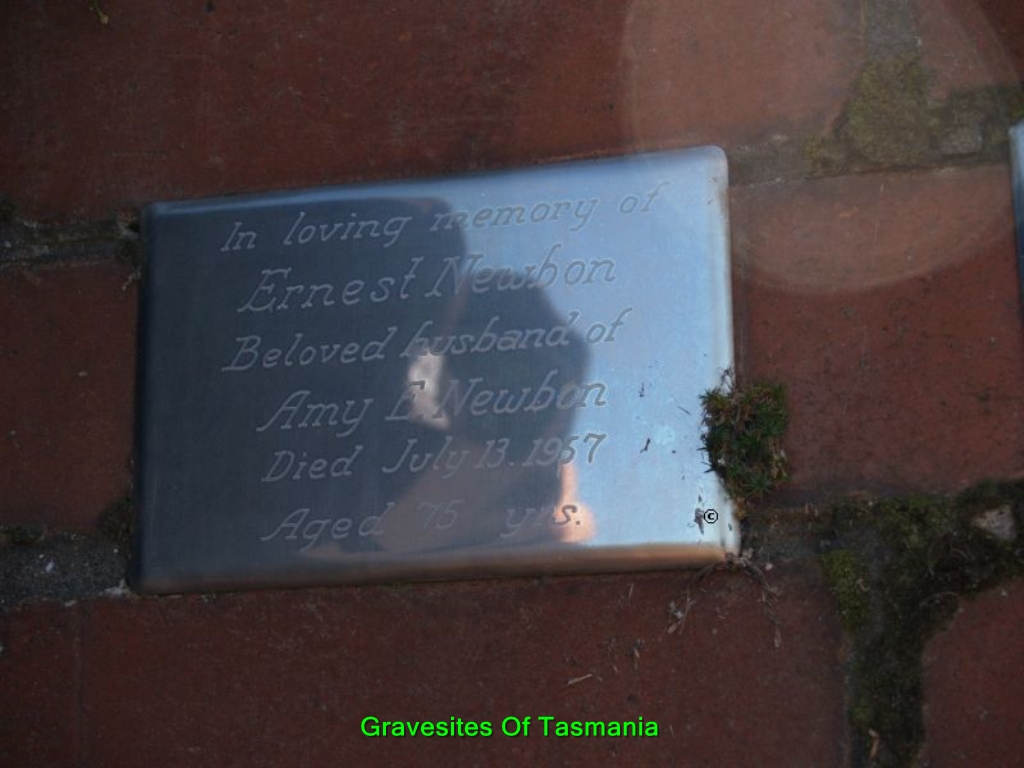 In loving memory of
Ernest Newbon
Beloved husband of
Amy E. Newbon
Died July 13. 1967
Aged 75 yrs.
©
Gravesites Of Tasmania